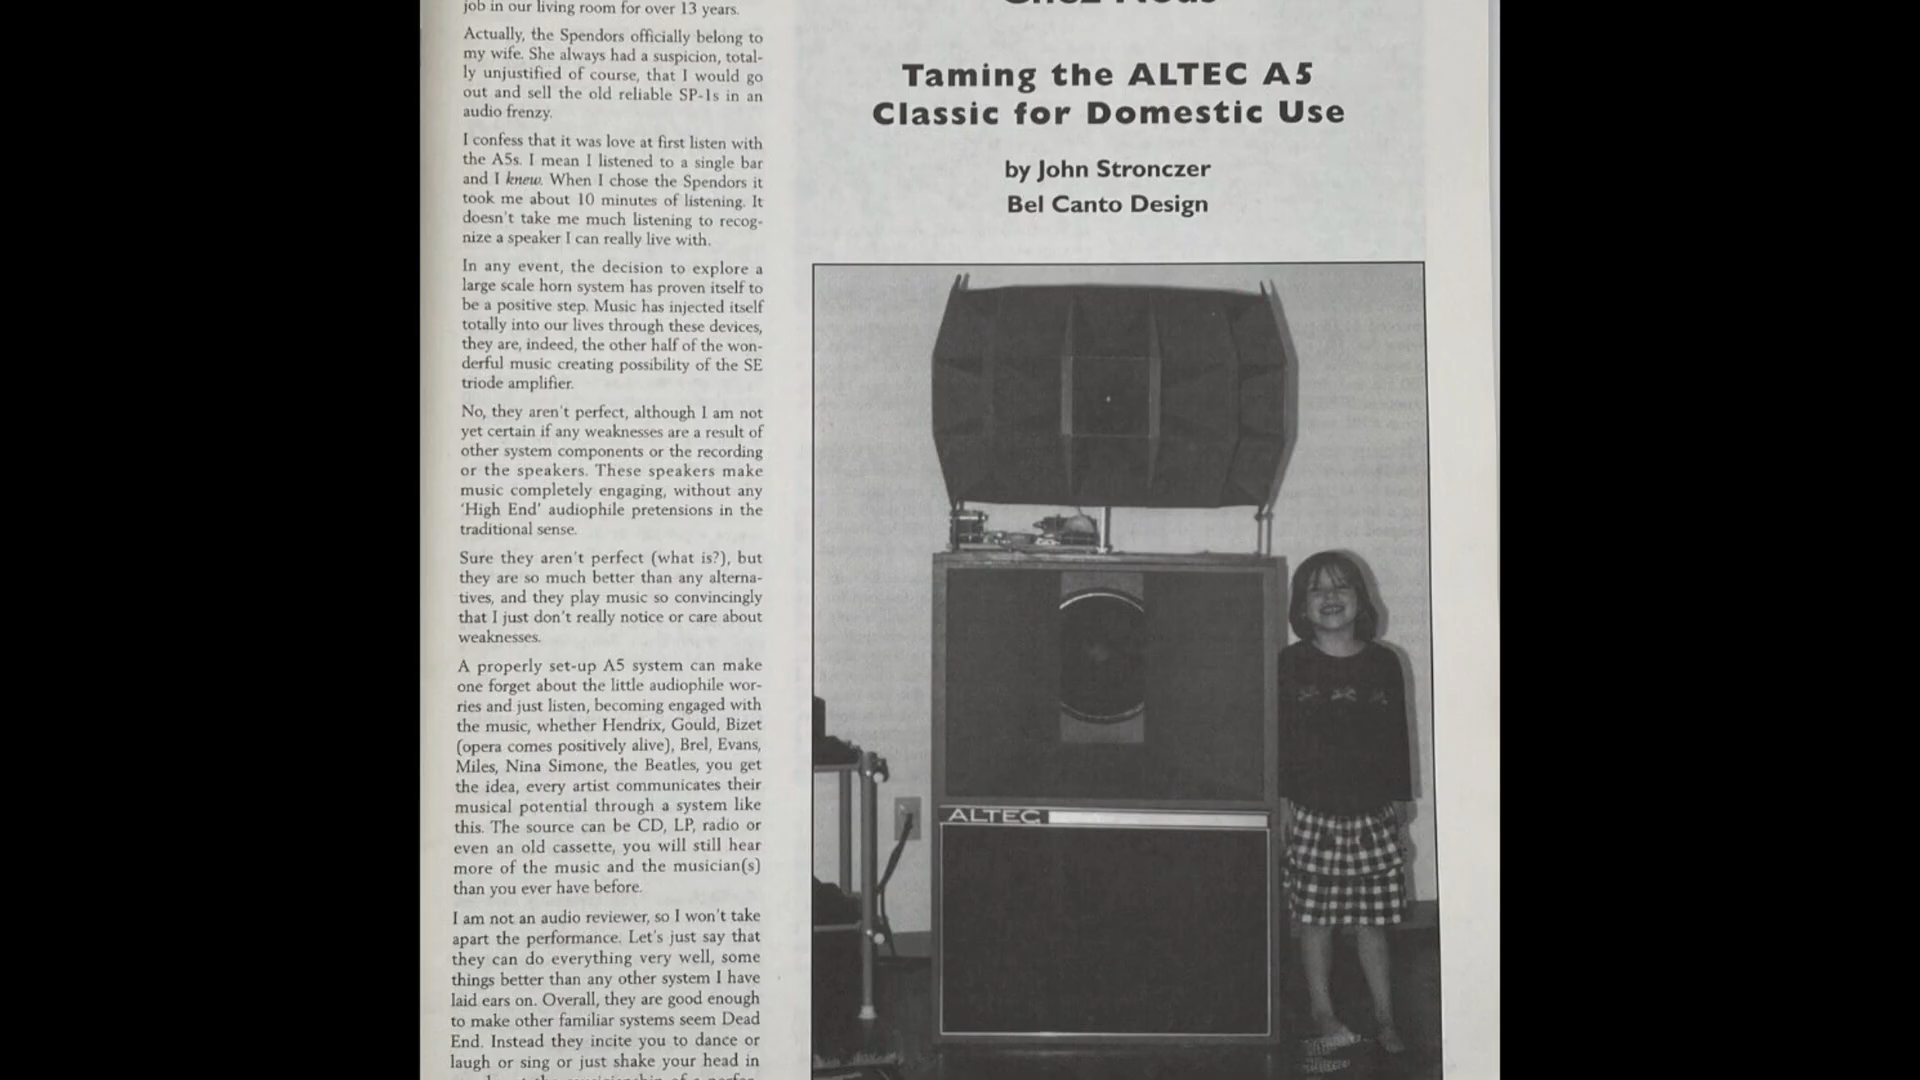 job in our living room for over 13 years.
Actually, the Spendors officially belong to
my wife. She always had a suspicion, total-
ly unjustified of course, that I would go
out and sell the old reliable SP-1s in an
audio frenzy.
I confess that it was love at first listen with
the A5s. I mean I listened to a single bar
and I knew. When I chose the Spendors it
took me about 10 minutes of listening. It
doesn't take me much listening to recog-
nize a speaker I can really live with.
In any event, the decision to explore a
large scale horn system has proven itself to
be a positive step. Music has injected itself
totally into our lives through these devices,
they are, indeed, the other half of the won-
derful music creating possibility of the SE
triode amplifier.
No, they aren't perfect, although I am not
yet certain if any weaknesses are a result of
other system components or the recording
or the speakers. These speakers make
music completely engaging, without any
'High End' audiophile pretensions in the
traditional sense.
Sure they aren't perfect (what is?), but
they are so much better than any alterna-
tives, and they play music so convincingly
that I just don't really notice or care about
weaknesses.
A properly set-up A5 system can make
one forget about the little audiophile wor-
ries and just listen, becoming engaged with
the music, whether Hendrix, Gould, Bizet
(opera comes positively alive), Brel, Evans,
Miles, Nina Simone, the Beatles, you get
the idea, every artist communicates their
musical potential through a system like
this. The source can be CD, LP, radio or
even an old cassette, you will still hear
more of the music and the musician(s)
than you ever have before.
I am not an audio reviewer, so I won't take
apart the performance. Let's just say that
they can do everything very well, some
things better than any other system I have
laid ears on. Overall, they are good enough
to make other familiar systems seem Dead
End. Instead they incite you to dance or
laugh or sing or just shake your head in
Chez Nous
Taming the ALTEC A5
Classic for Domestic Use
by John Stronczer
Bel Canto Design
ALTEC